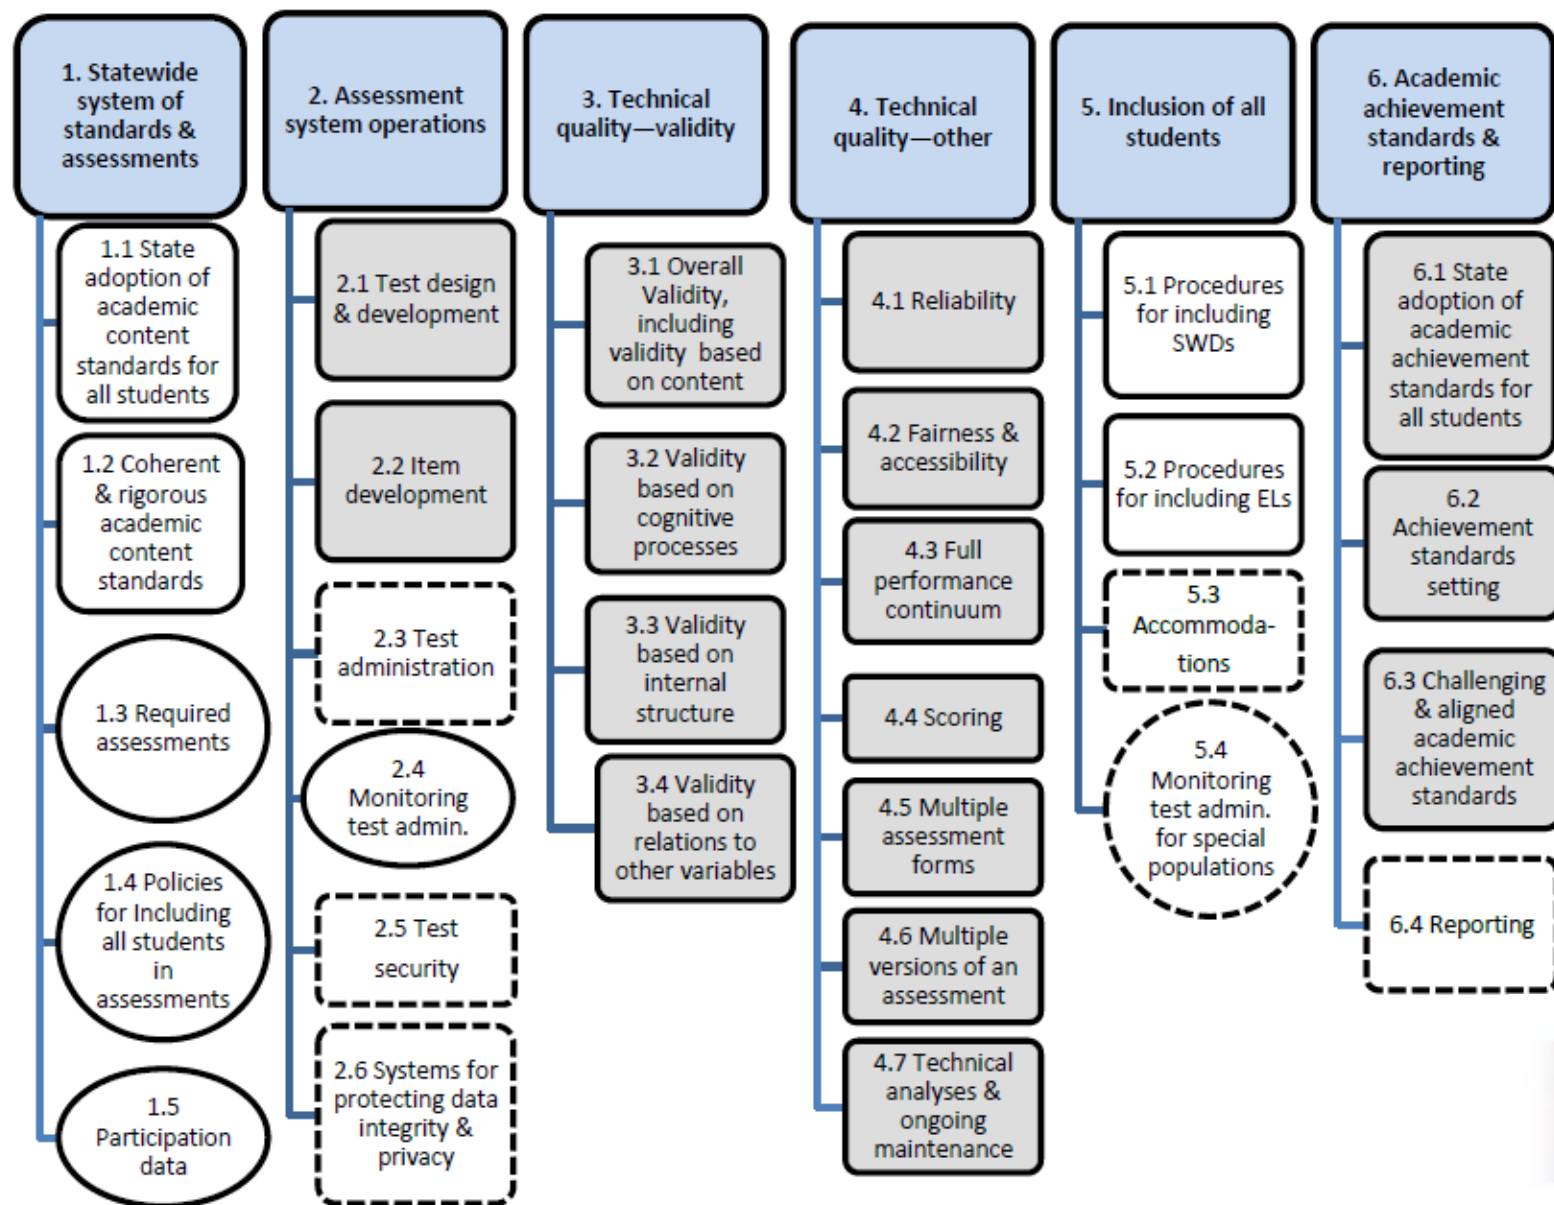 1. Statewide
system of
standards &
assessments
1.1 State
adoption of
academic
content
standards for
all students
1.2 Coherent
& rigorous
academic
content
standards
1.3 Required
assessments
1.4 Policies
for Including
all students
in
assessments
1.5
Participation
data
2. Assessment
system operations
2.1 Test design
& development
2.2 Item
development
2.3 Test
administration
2.4
Monitoring
test admin.
2.5 Test
security
2.6 Systems for
protecting data
integrity &
privacy
3. Technical
quality—validity
3.1 Overall
Validity,
including
validity based
on content
3.2 Validity
based on
cognitive
processes
3.3 Validity
based on
internal
structure
3.4 Validity
based on
relations to
other variables
4. Technical
quality—other
4.1 Reliability
4.2 Fairness &
accessibility
4.3 Full
performance
continuum
4.4 Scoring
4.5 Multiple
assessment
forms
4.6 Multiple
versions of an
assessment
4.7 Technical
analyses &
ongoing
maintenance
5. Inclusion of all
students
5.1 Procedures
for including
SWDs
5.2 Procedures
for including ELs
5.3
Accommoda-
tions
5.4
Monitoring
test admin.
for special
populations
6. Academic
achievement
standards &
reporting
6.1 State
adoption of
academic
achievement
standards for
all students
6.2
Achievement
standards
setting
6.3 Challenging
& aligned
academic
achievement
standards
6.4 Reporting